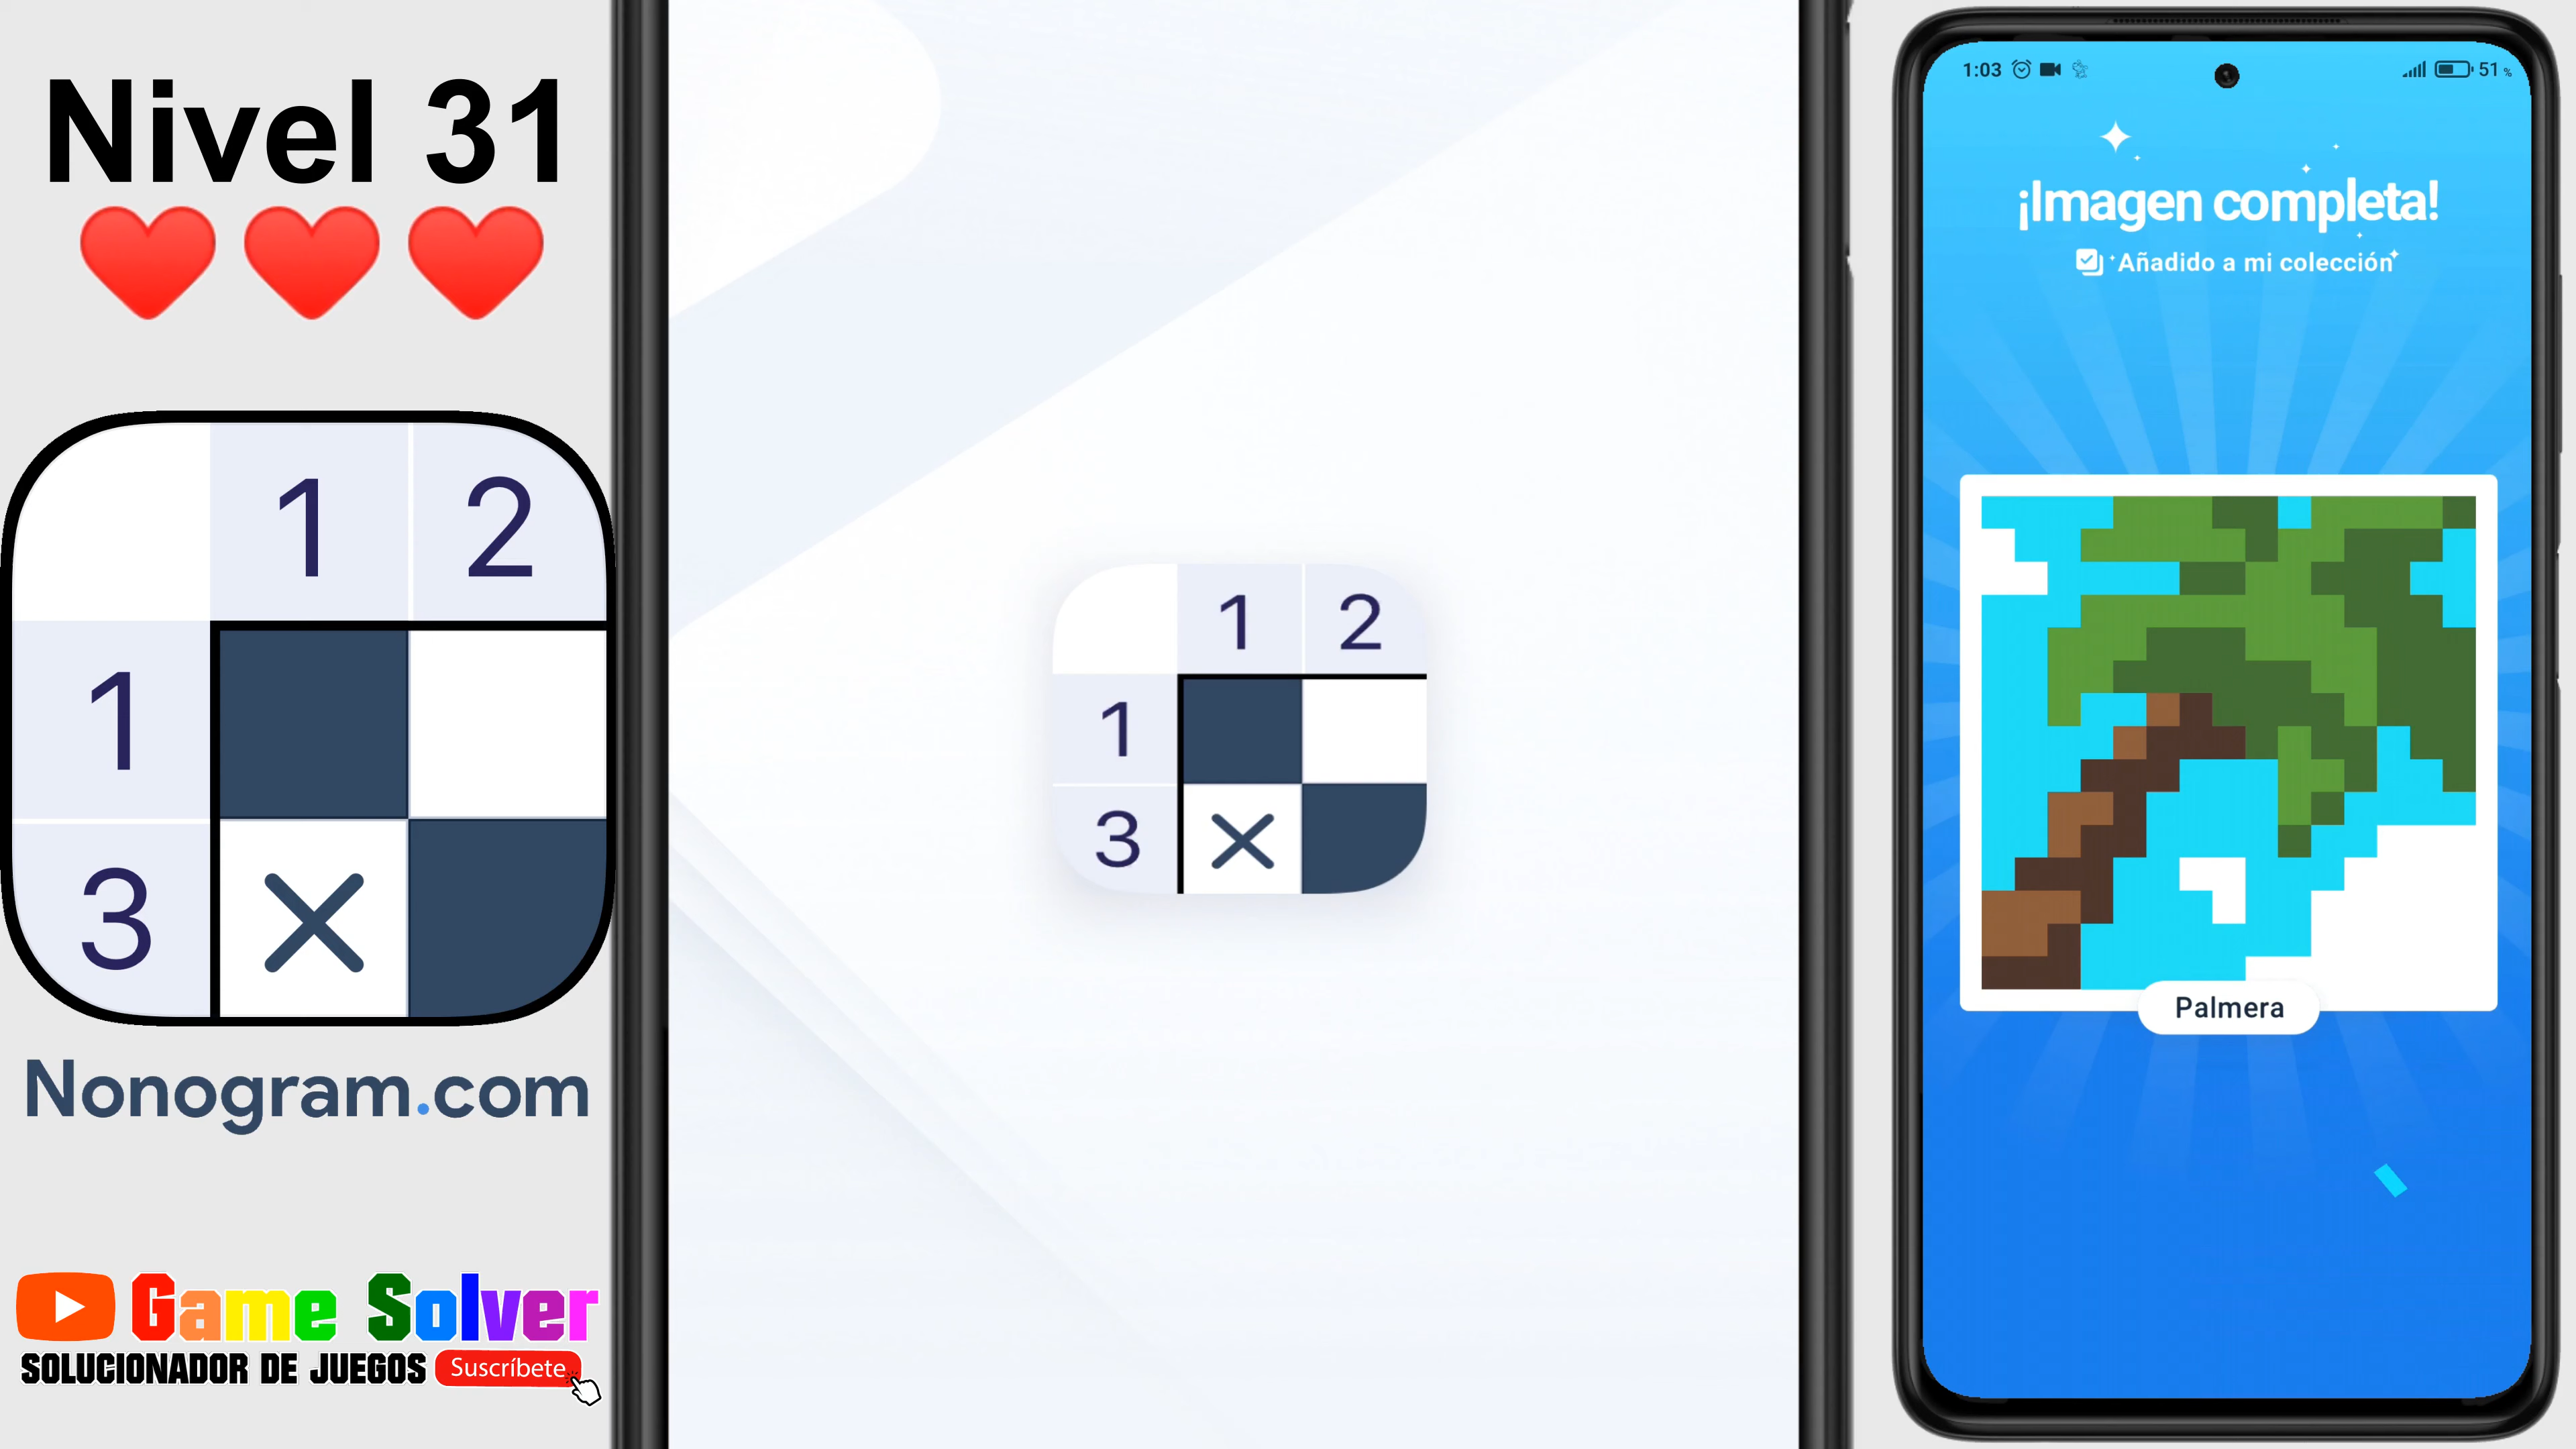 Nivel 31
1 2
1
3
Nonogram.com
Game Solver
SOLUCIONADOR DE JUEGOS Suscríbete
1 2
1
3
1:03 51 %
¡Imagen completa!
Añadido a mi colección
Palmera